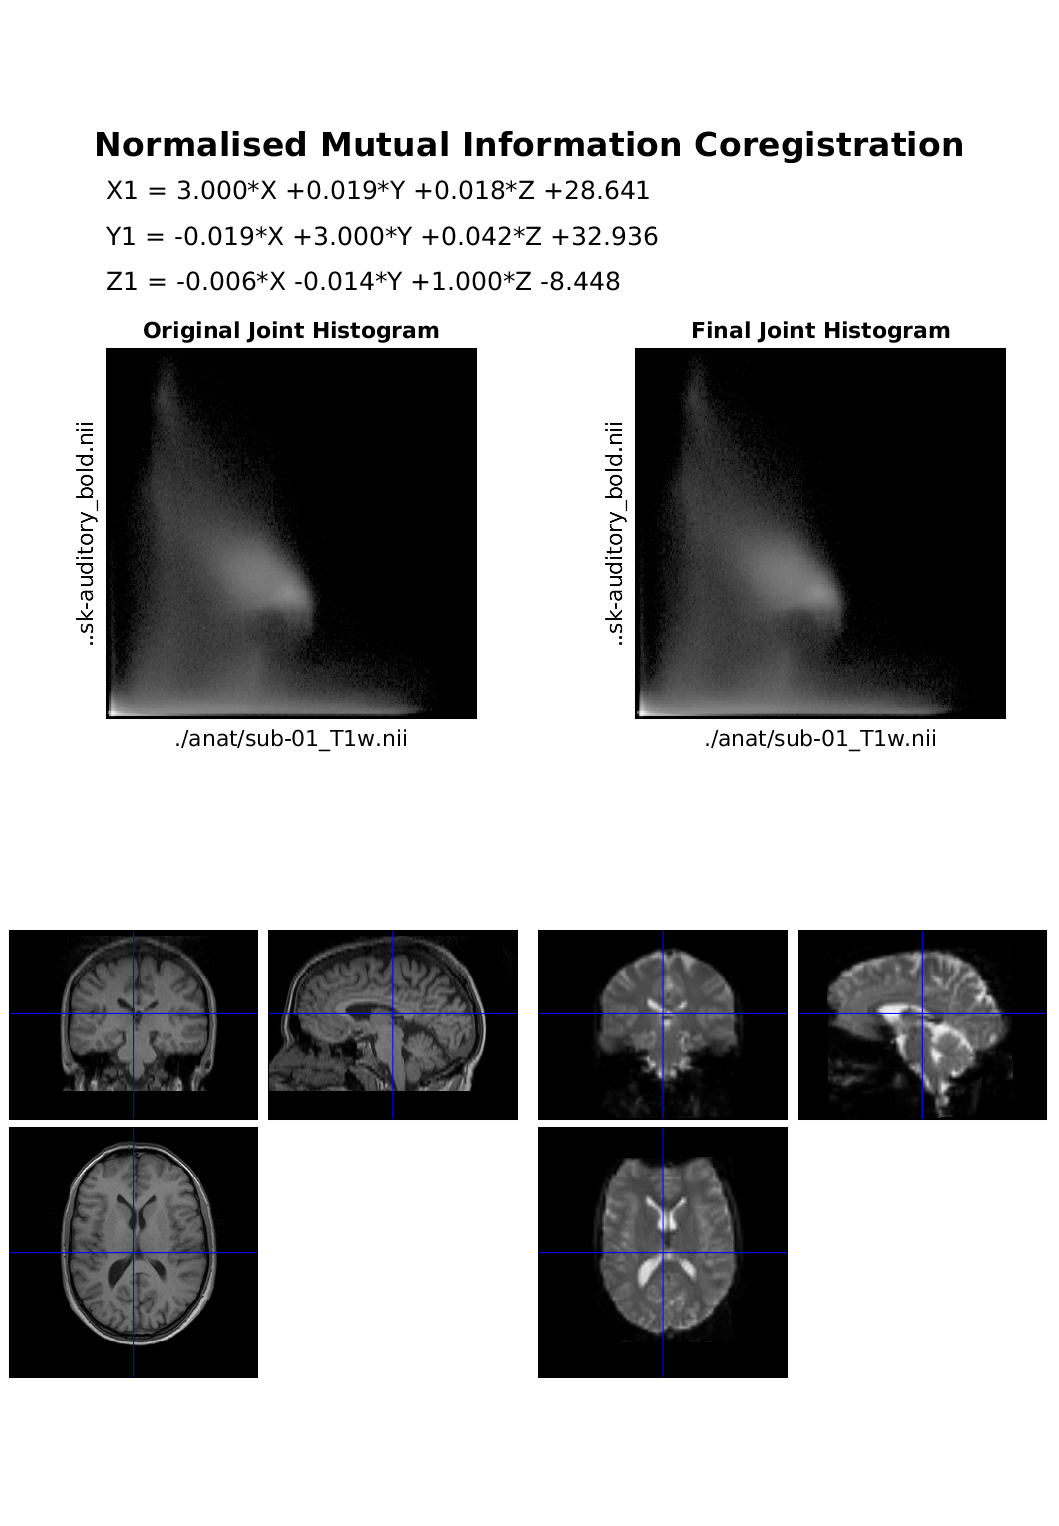 Normalised Mutual Information Coregistration
X1 = 3.000*X +0.019*Y +0.018*Z +28.641
Y1 = -0.019*X +3.000*Y +0.042*Z +32.936
Z1 = -0.006*X -0.014*Y +1.000*Z -8.448
Original Joint Histogram
..sk-auditory_bold.nii
./anat/sub-01_T1w.nii
Final Joint Histogram
..sk-auditory_bold.nii
./anat/sub-01_T1w.nii